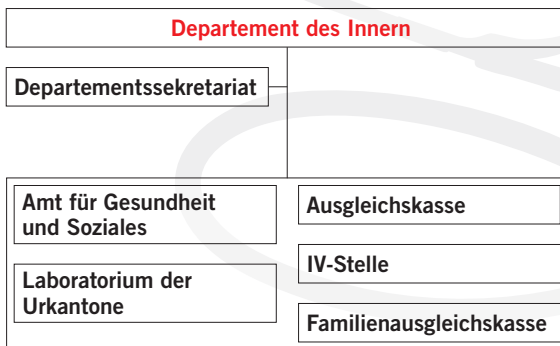 Departement des Innern
Departementssekretariat
Amt für Gesundheit
und Soziales
Laboratorium der
Urkantone
Ausgleichskasse
IV-Stelle
Familienausgleichskasse